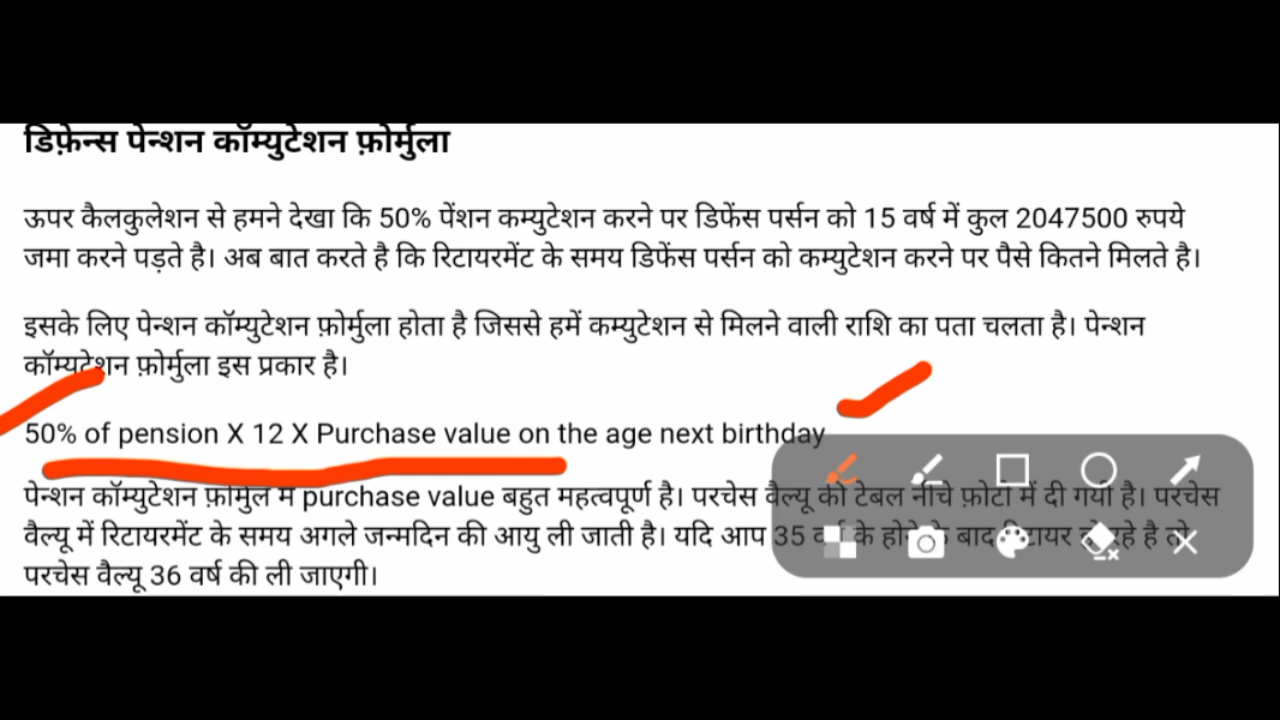 डिफ़ेन्स पेन्शन कॉम्युटेशन फ़ोर्मुला
ऊपर कैलकुलेशन से हमने देखा कि 50% पेंशन कम्युटेशन करने पर डिफेंस पर्सन को 15 वर्ष में कुल 2047500 रुपये
जमा करने पड़ते है। अब बात करते है कि रिटायरमेंट के समय डिफेंस पर्सन को कम्युटेशन करने पर पैसे कितने मिलते है।
इसके लिए पेन्शन कॉम्युटेशन फ़ोर्मुला होता है जिससे हमें कम्युटेशन से मिलने वाली राशि का पता चलता है। पेन्शन
कॉम्युटेशन फ़ोर्मुला इस प्रकार है।
50% of pension X 12 X Purchase value on the age next birthday
पेन्शन कॉम्युटेशन फ़ोर्मुले में purchase value बहुत महत्वपूर्ण है। परचेस वैल्यू की टेबल नीचे फ़ोटो में दी गयी है। परचेस
वैल्यू में रिटायरमेंट के समय अगले जन्मदिन की आयु ली जाती है। यदि आप 35 के बाद है
परचेस वैल्यू 36 वर्ष की ली जाएगी।